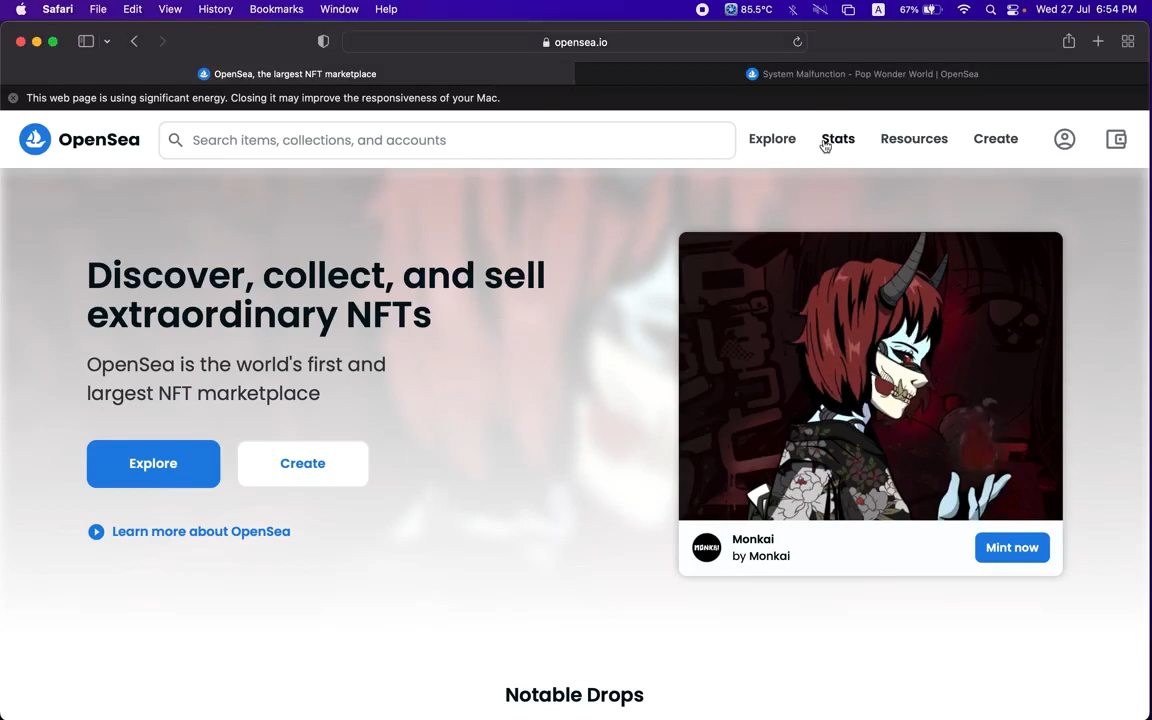 Safari File Edit View History Bookmarks Window Help 85.5°C A 67% Wed 27 Jul 6:54 PM
opensea.io
OpenSea, the largest NFT marketplace System Malfunction - Pop Wonder World | OpenSea
This web page is using significant energy. Closing it may improve the responsiveness of your Mac.
OpenSea Search items, collections, and accounts Explore Stats Resources Create
Discover, collect, and sell
extraordinary NFTs
OpenSea is the world's first and
largest NFT marketplace
Explore Create
Learn more about OpenSea
MONKAI Monkai
by Monkai
Mint now
Notable Drops